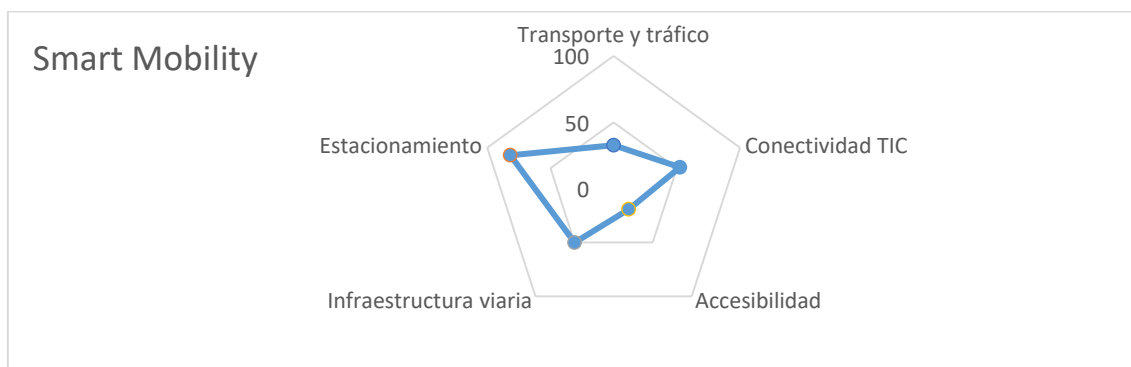 Smart Mobility
Transporte y tráfico
100
50
0
Conectividad TIC
Accesibilidad
Infraestructura viaria
Estacionamiento